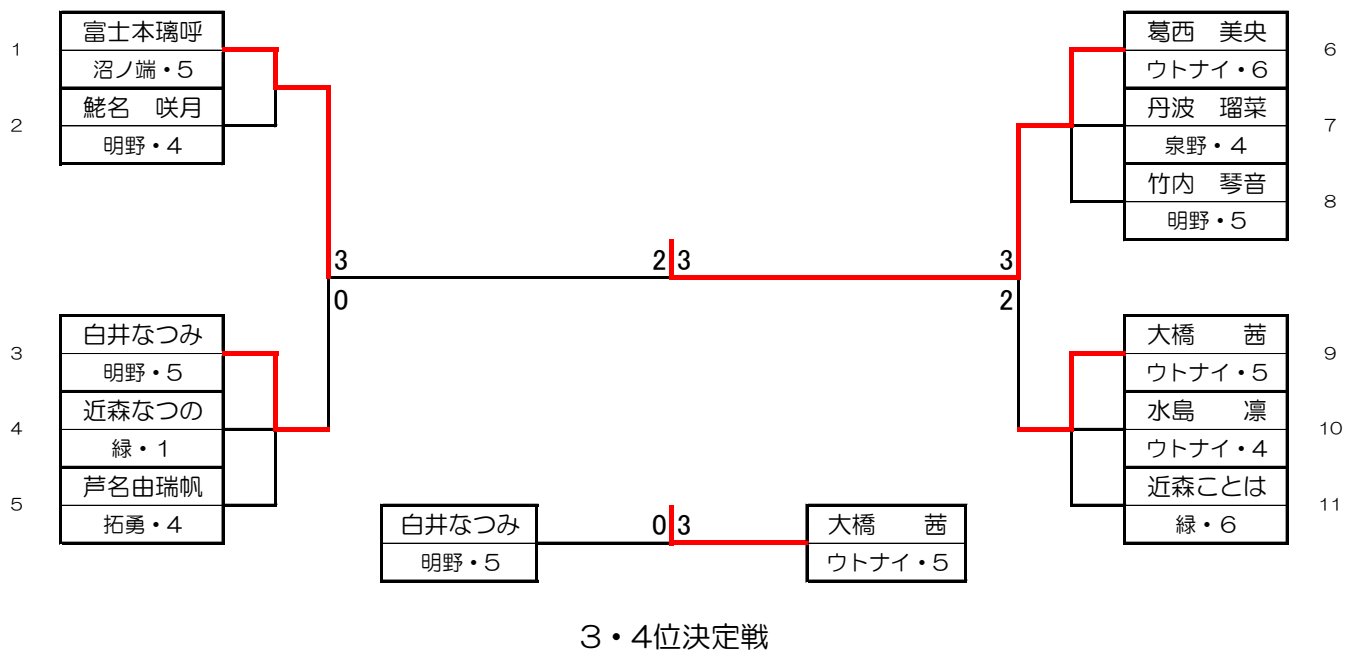 1
富士本璃呼
沼ノ端・5
2
鮱名　咲月
明野・4
3
白井なつみ
明野・5
4
近森なつの
緑・1
5
芦名由瑞帆
拓勇・4
3
0
2 3
3
2
葛西　美央
ウトナイ・6
6
丹波　瑠菜
泉野・4
7
竹内　琴音
明野・5
8
大橋　　茜
ウトナイ・5
9
水島　　凛
ウトナイ・4
10
近森ことは
緑・6
11
白井なつみ
明野・5
0 3
大橋　　茜
ウトナイ・5
3・4位決定戦